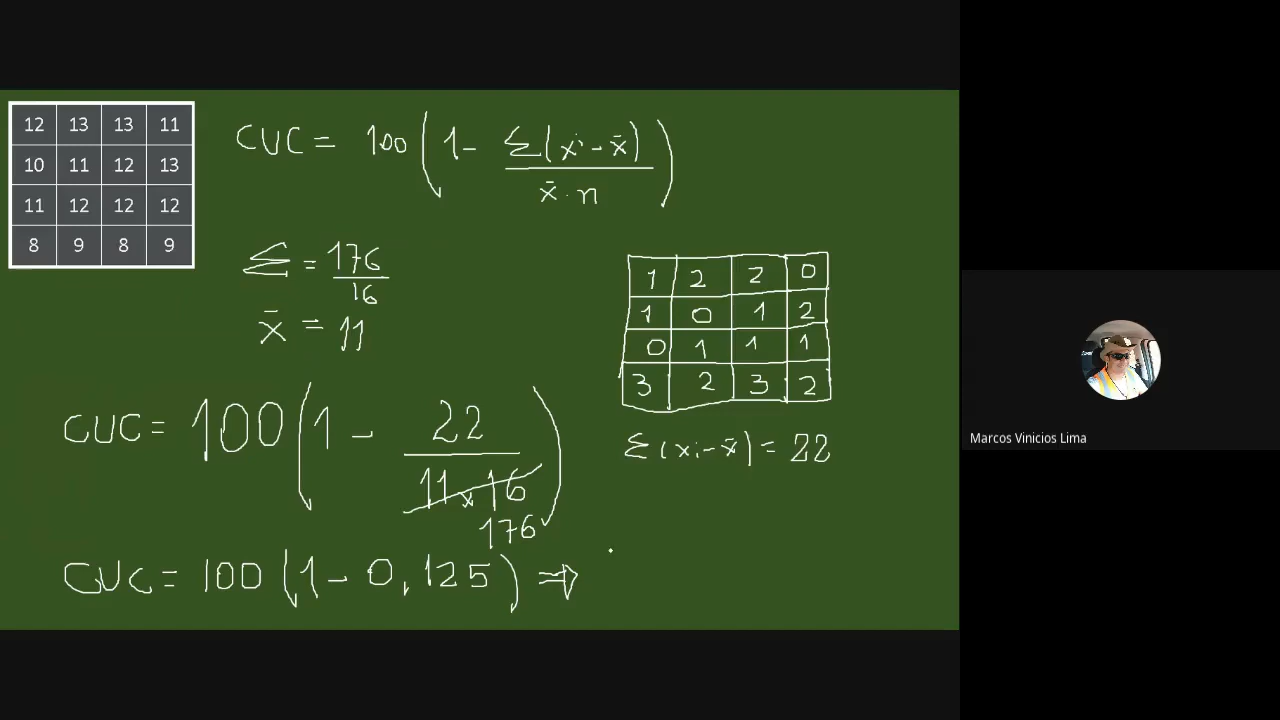 12 13 13 11
10 11 12 13
11 12 12 12
8 9 8 9
CUC = 100 (1 - Σ(xi - x̄) / x̄ . n)
Σ = 176 / 16
x̄ = 11
1 2 2 0
1 0 1 2
0 1 1 1
3 2 3 2
Σ(xi - x̄) = 22
CUC = 100 (1 - 22 / 11 x 16)
176
CUC = 100 (1 - 0,125) ⇒
Marcos Vinicios Lima